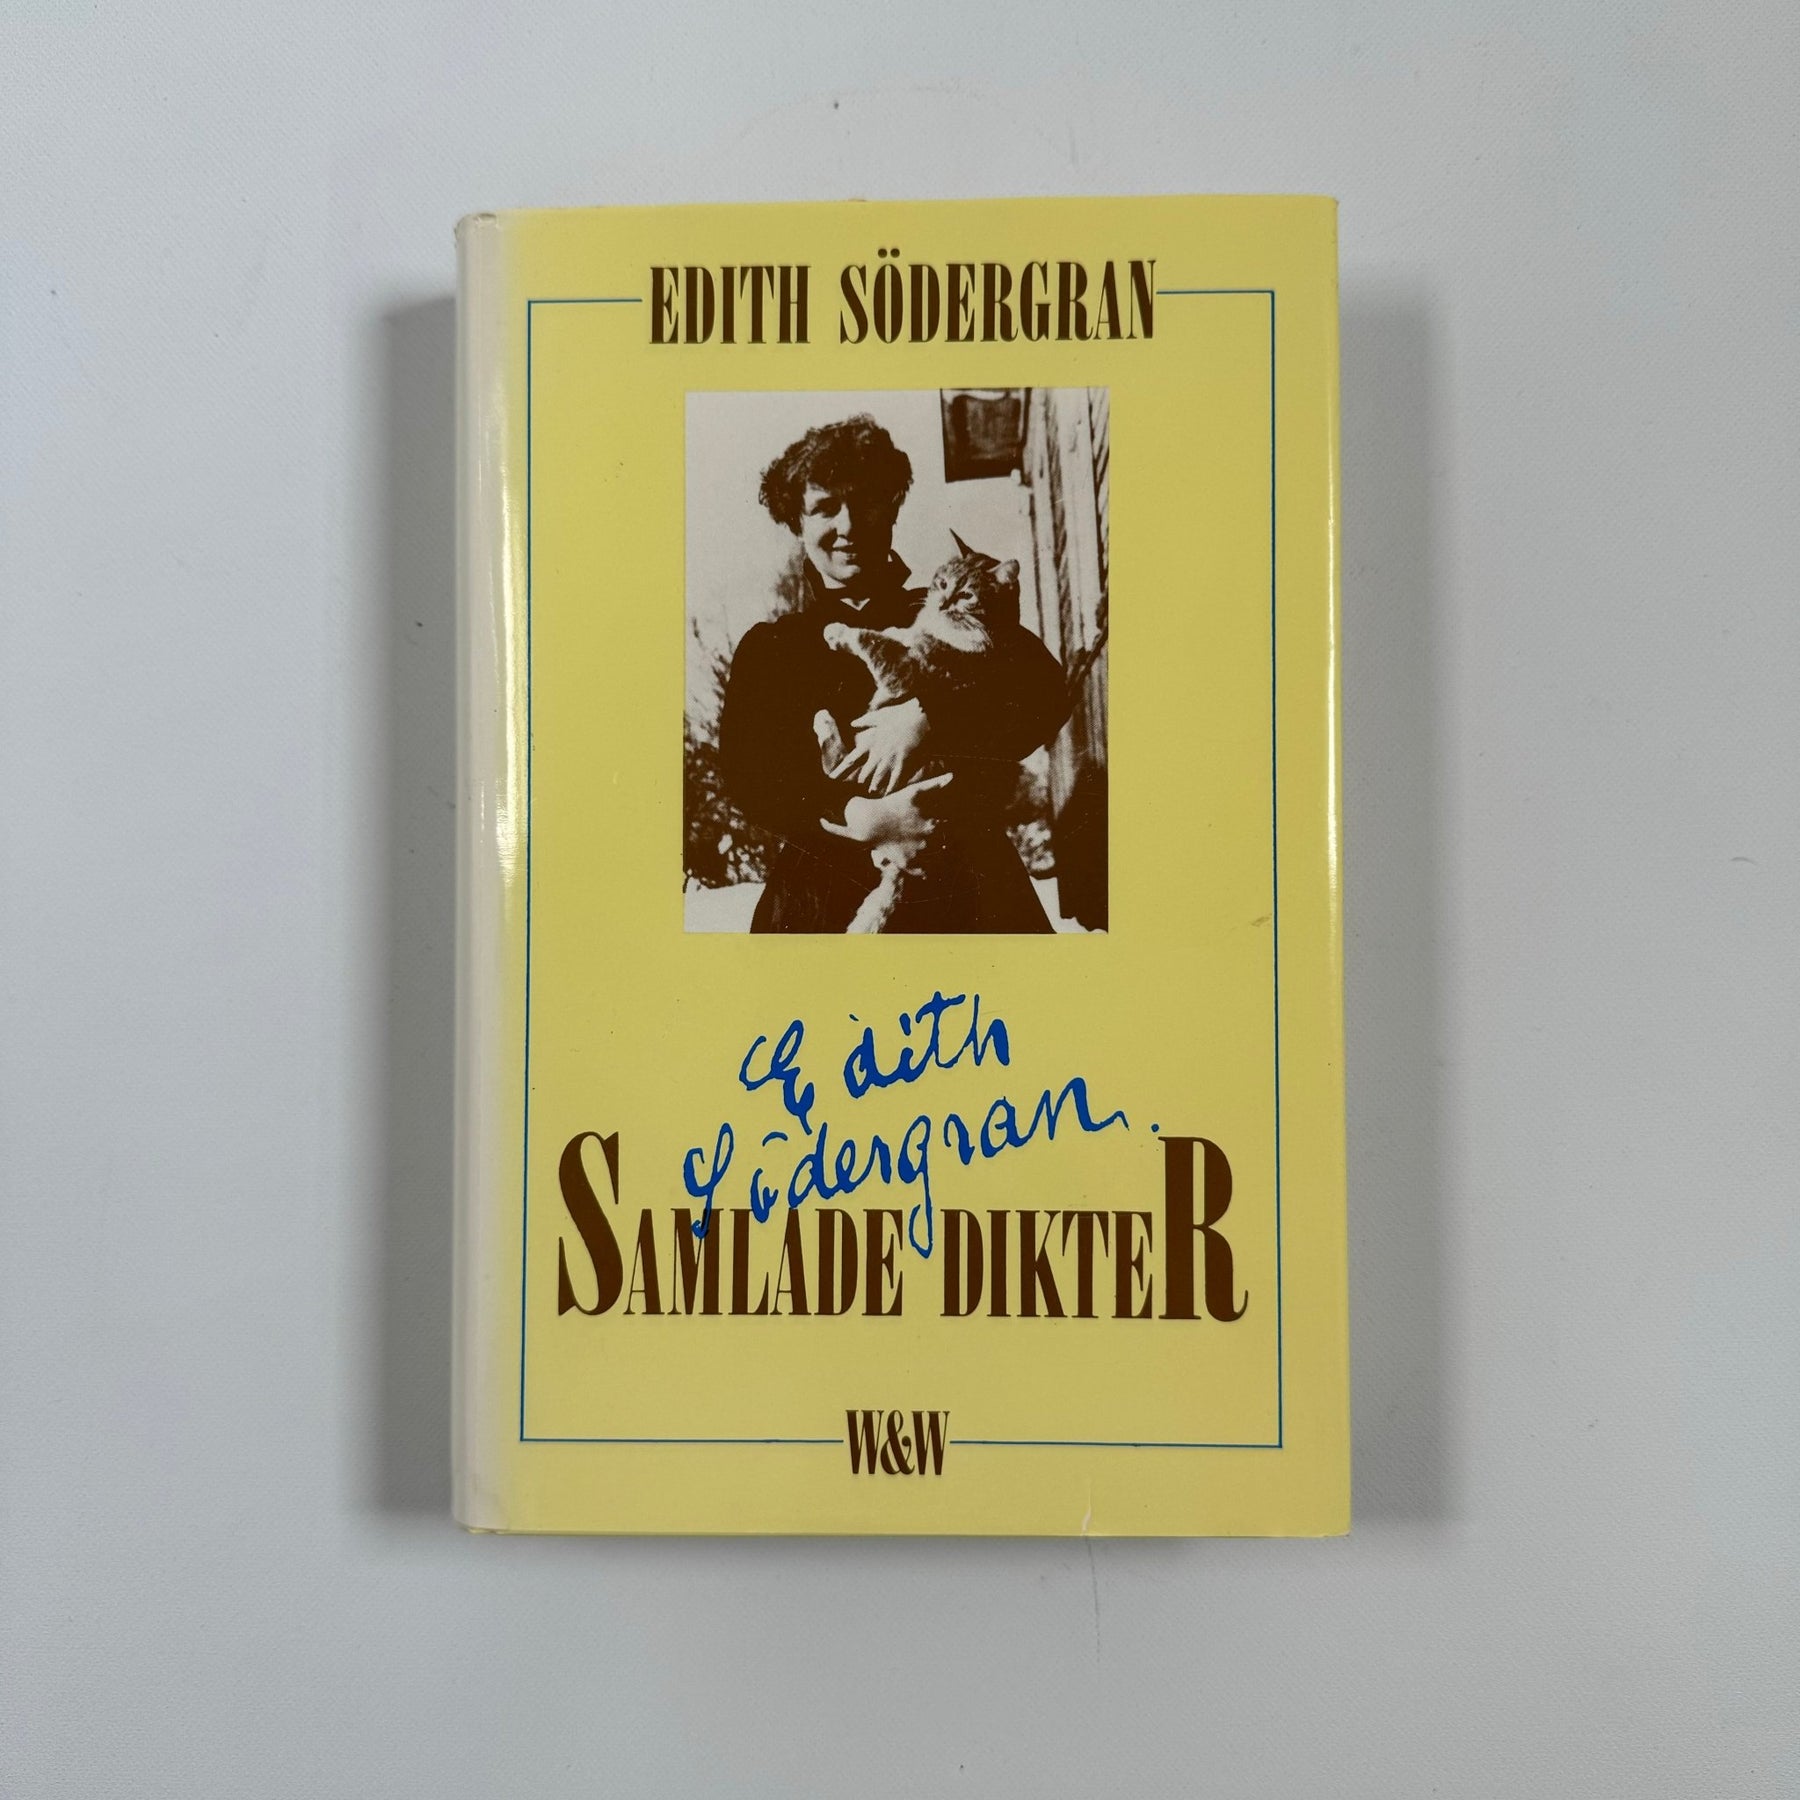 EDITH SÖDERGRAN
Edith
Södergran.
SAMLADE DIKTER
W&W